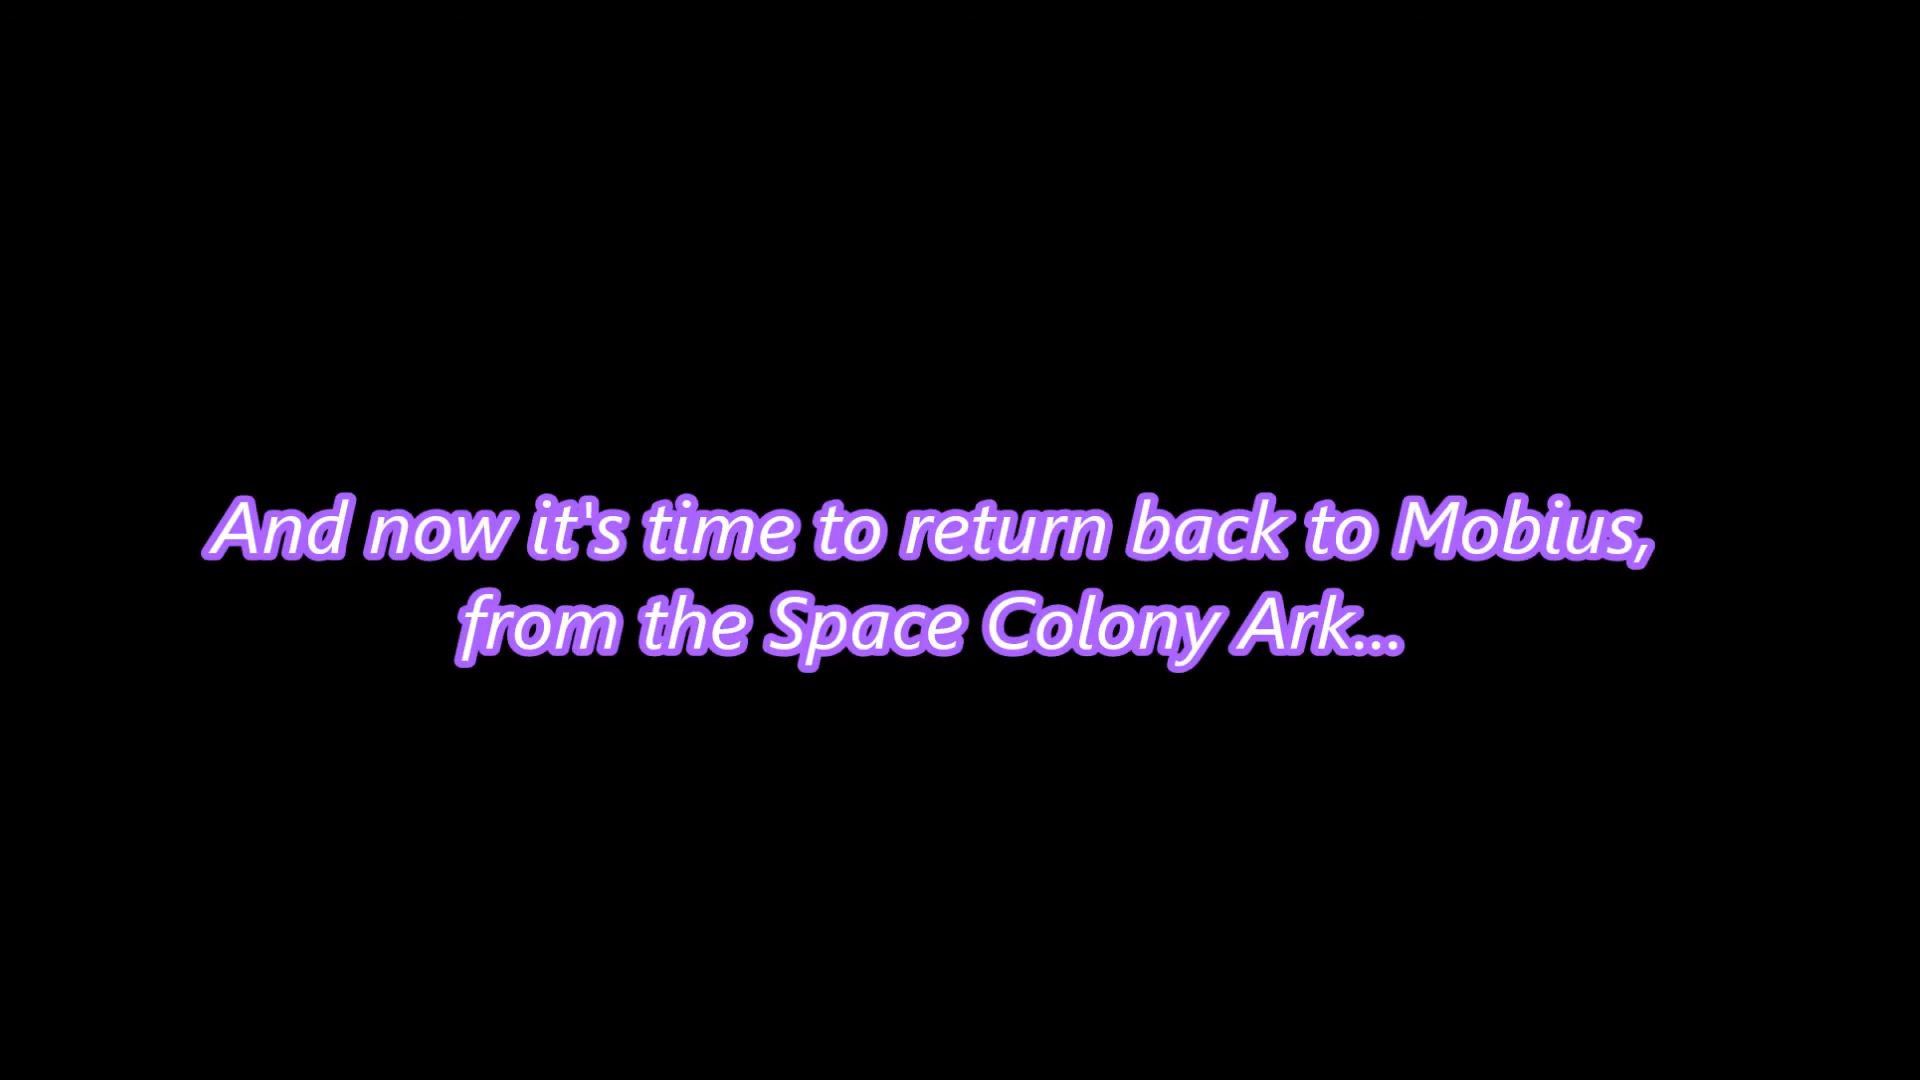 And now it's time to return back to Mobius,
from the Space Colony Ark...